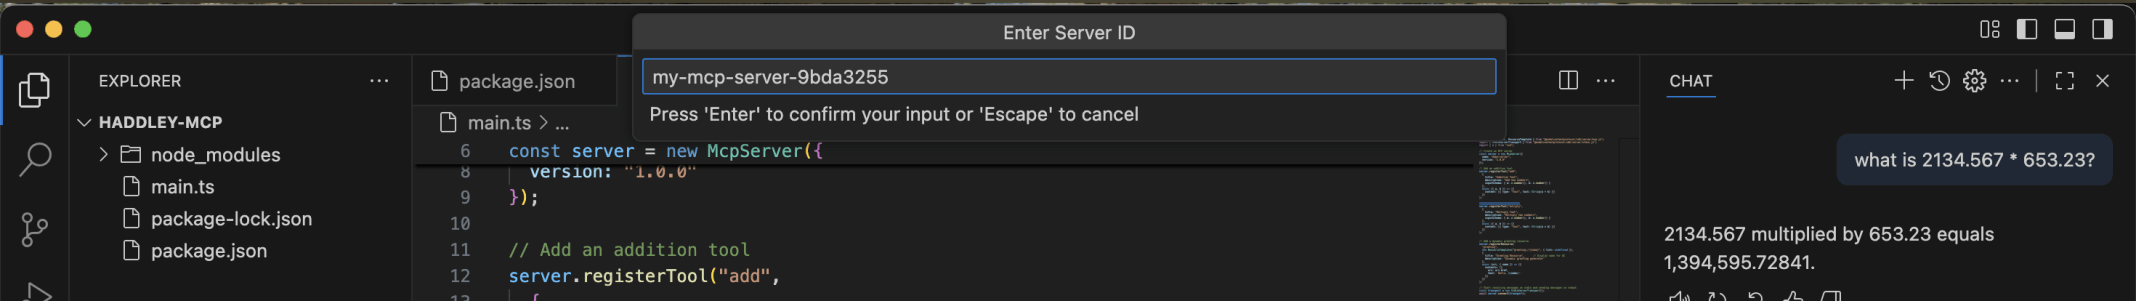 Enter Server ID
my-mcp-server-9bda3255
Press 'Enter' to confirm your input or 'Escape' to cancel
EXPLORER
HADDLEY-MCP
node_modules
main.ts
package-lock.json
package.json
package.json
main.ts > ...
6 const server = new McpServer({
8 version: "1.0.0"
9 });
10
11 // Add an addition tool
12 server.registerTool("add",
13 {
CHAT
what is 2134.567 * 653.23?
2134.567 multiplied by 653.23 equals
1,394,595.72841.